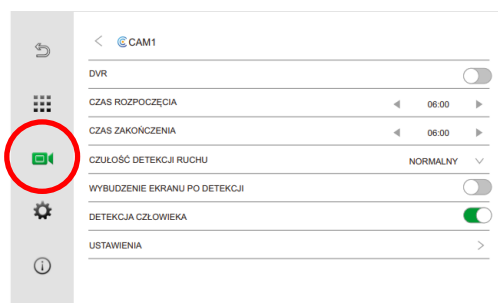 CAM1
DVR
CZAS ROZPOCZĘCIA 06:00
CZAS ZAKOŃCZENIA 06:00
CZUŁOŚĆ DETEKCJI RUCHU NORMALNY
WYBUDZENIE EKRANU PO DETEKCJI
DETEKCJA CZŁOWIEKA
USTAWIENIA